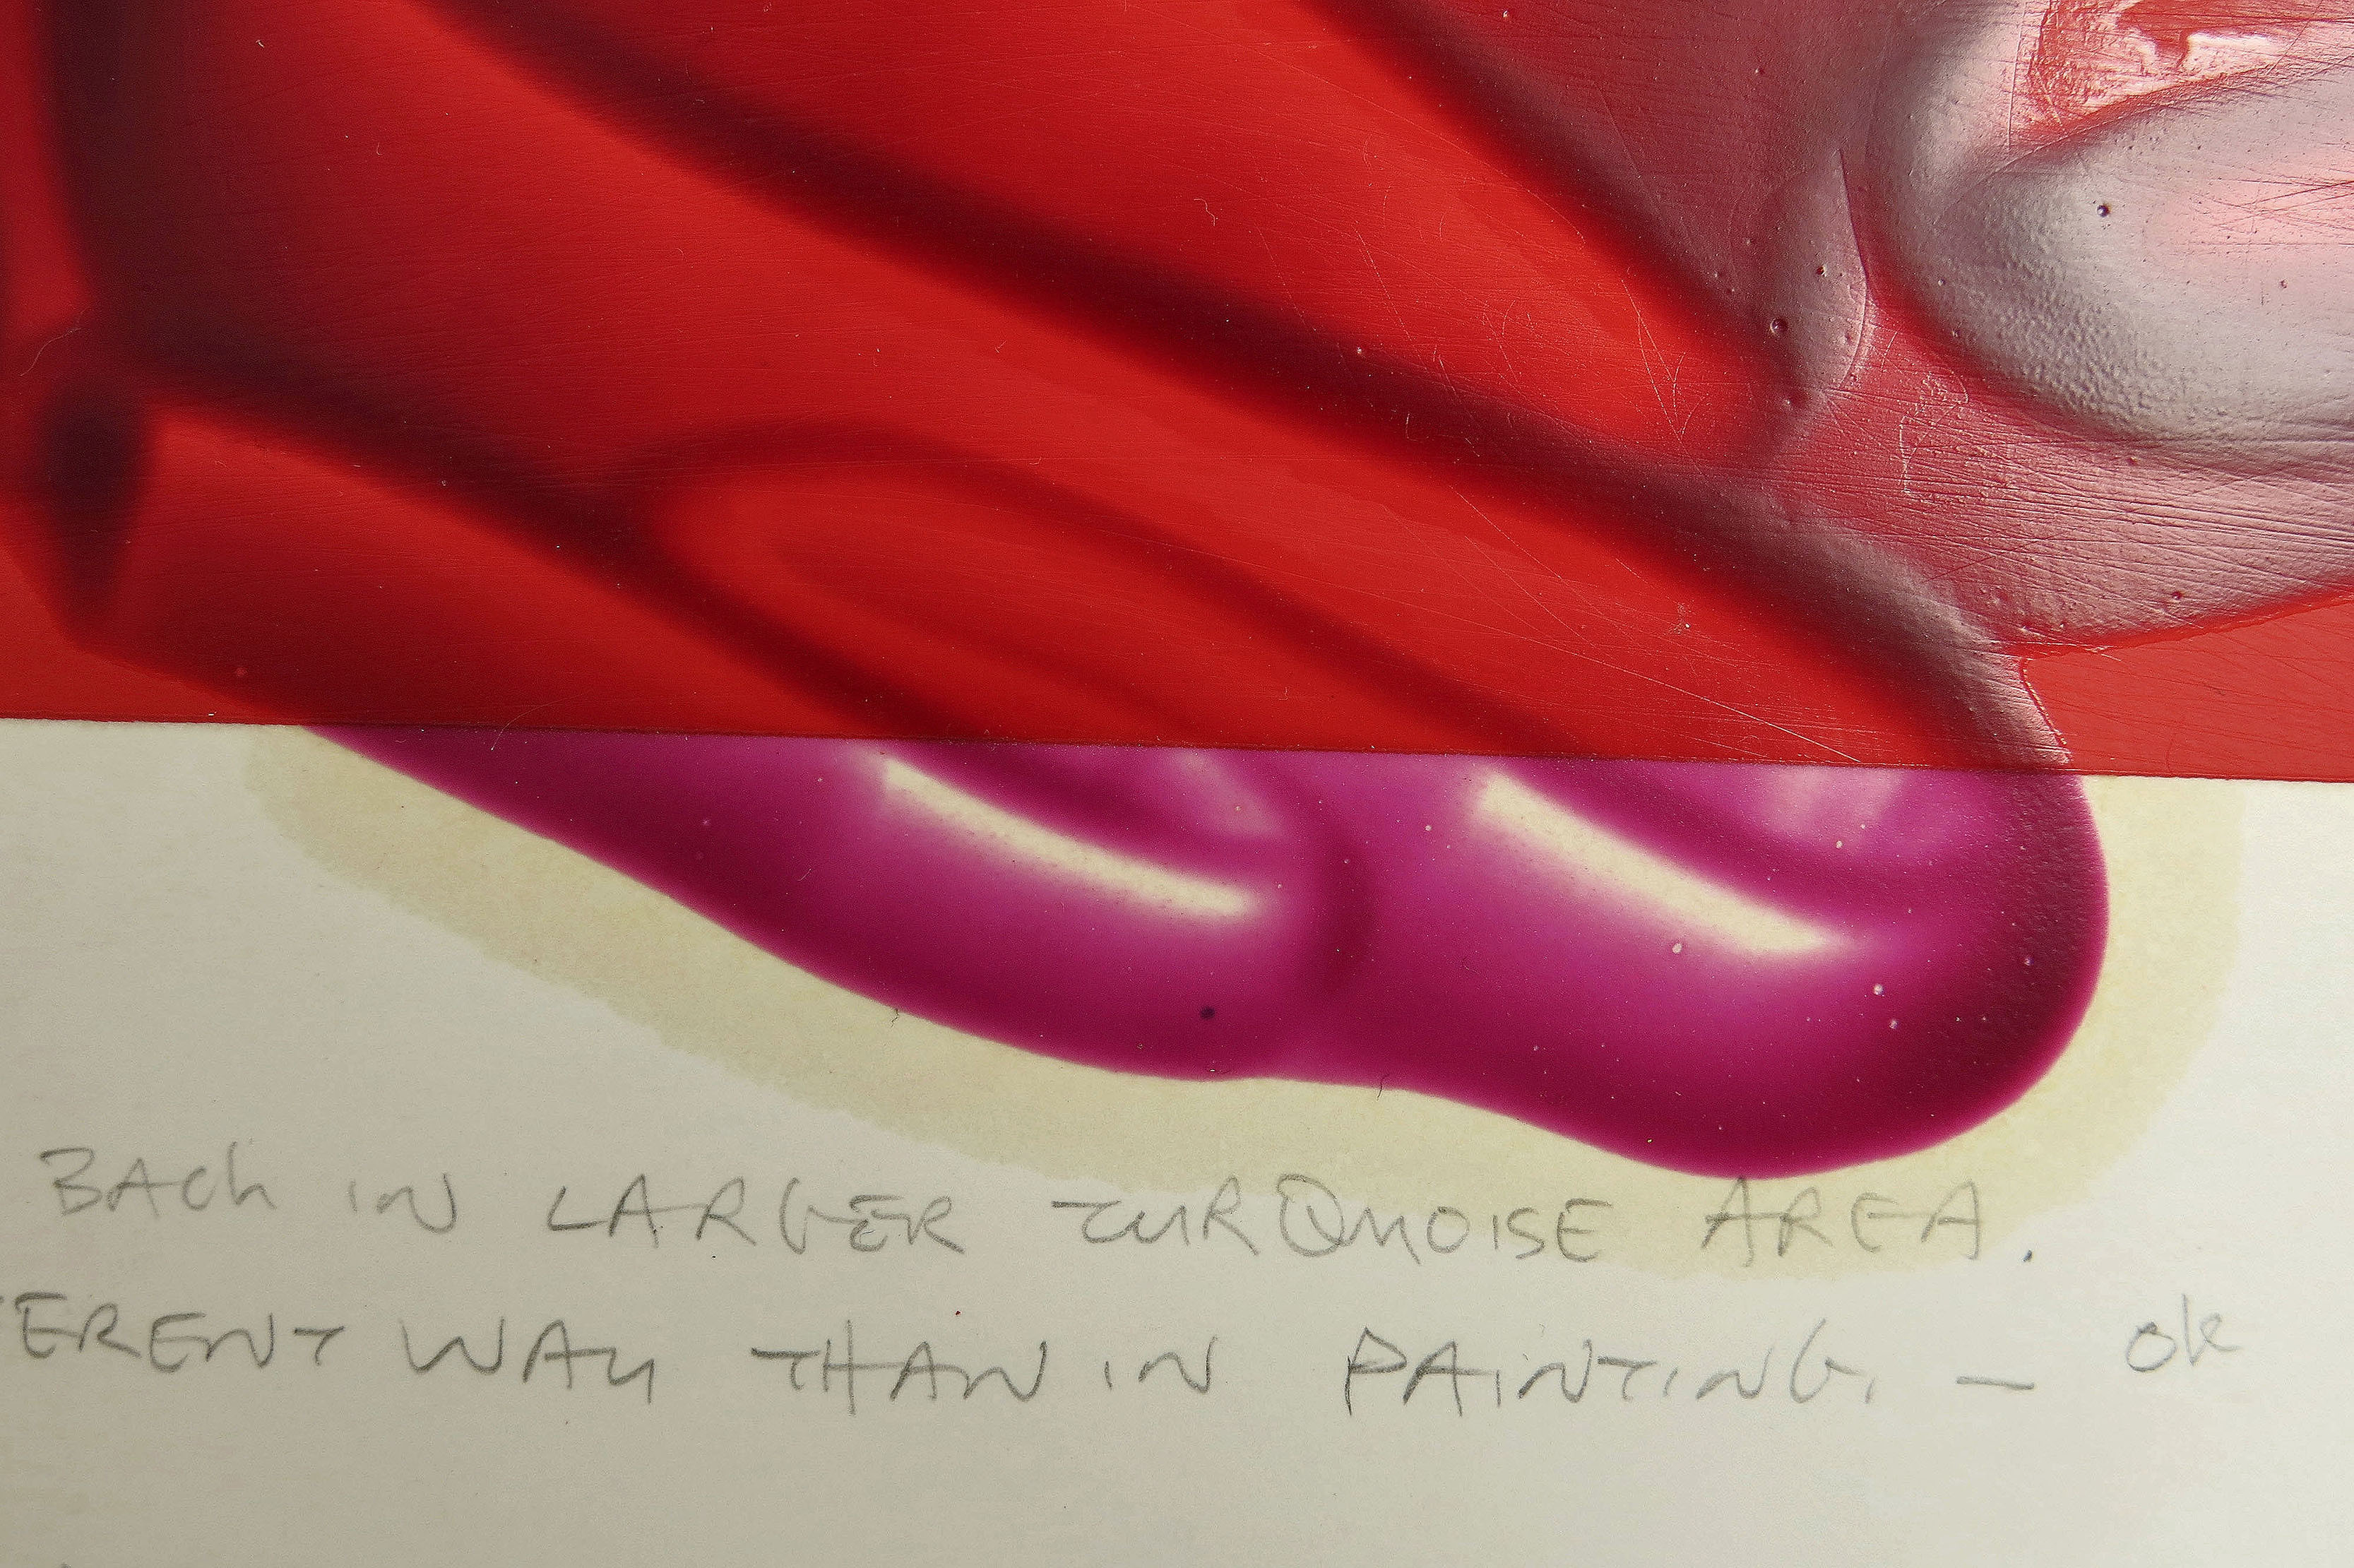 BACK IN LARGER TURQUOISE AREA.
ERENT WAY THAN IN PAINTING. — OK